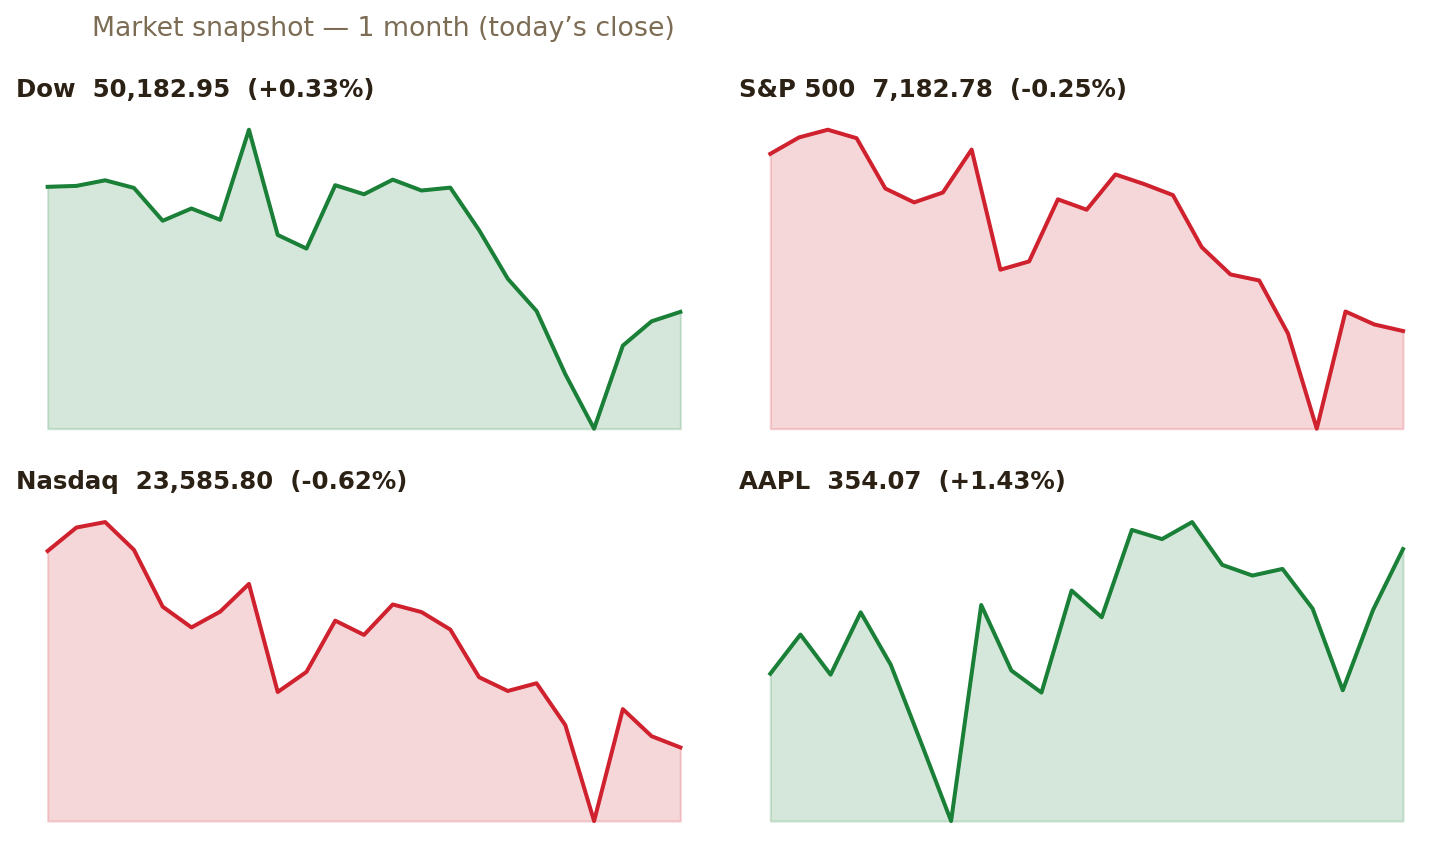 Market snapshot — 1 month (today’s close)
Dow  50,182.95  (+0.33%)
S&P 500  7,182.78  (-0.25%)
Nasdaq  23,585.80  (-0.62%)
AAPL  354.07  (+1.43%)